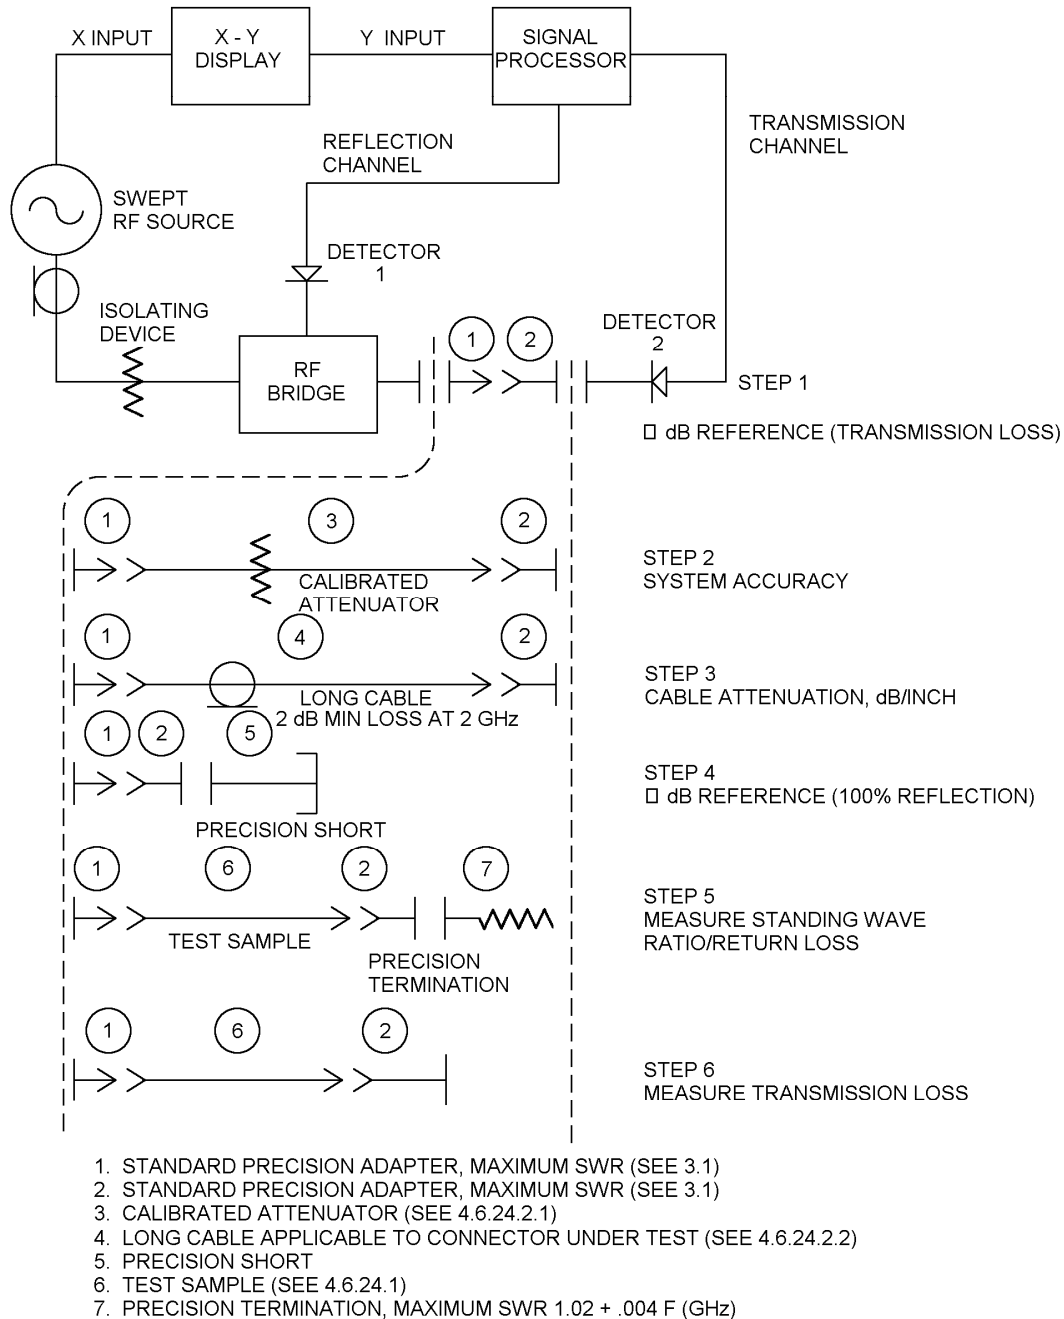 X INPUT
X - Y
DISPLAY
Y INPUT
SIGNAL
PROCESSOR
TRANSMISSION
CHANNEL
REFLECTION
CHANNEL
SWEPT
RF SOURCE
DETECTOR
1
ISOLATING
DEVICE
RF
BRIDGE
1
2
DETECTOR
2
STEP 1
▯ dB REFERENCE (TRANSMISSION LOSS)
1
3
2
CALIBRATED
ATTENUATOR
STEP 2
SYSTEM ACCURACY
1
4
2
LONG CABLE
2 dB MIN LOSS AT 2 GHz
STEP 3
CABLE ATTENUATION, dB/INCH
1
2
5
PRECISION SHORT
STEP 4
▯ dB REFERENCE (100% REFLECTION)
1
6
2
7
TEST SAMPLE
PRECISION
TERMINATION
STEP 5
MEASURE STANDING WAVE
RATIO/RETURN LOSS
1
6
2
STEP 6
MEASURE TRANSMISSION LOSS
1. STANDARD PRECISION ADAPTER, MAXIMUM SWR (SEE 3.1)
2. STANDARD PRECISION ADAPTER, MAXIMUM SWR (SEE 3.1)
3. CALIBRATED ATTENUATOR (SEE 4.6.24.2.1)
4. LONG CABLE APPLICABLE TO CONNECTOR UNDER TEST (SEE 4.6.24.2.2)
5. PRECISION SHORT
6. TEST SAMPLE (SEE 4.6.24.1)
7. PRECISION TERMINATION, MAXIMUM SWR 1.02 + .004 F (GHz)